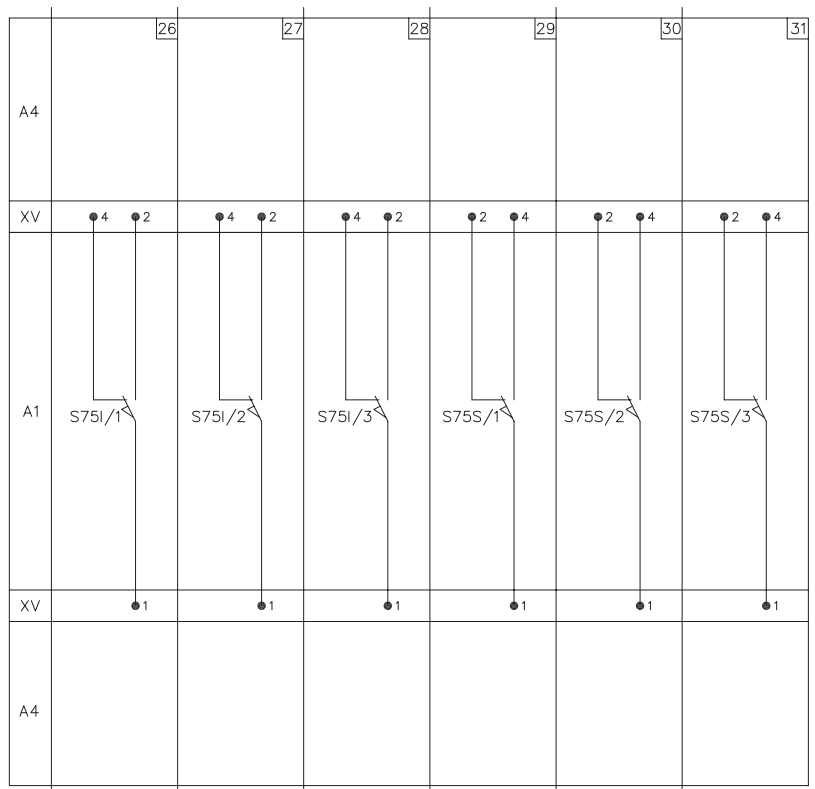 26 27 28 29 30 31
A4
XV 4 2 4 2 4 2 2 4 2 4 2 4
A1 S75I/1 S75I/2 S75I/3 S75S/1 S75S/2 S75S/3
XV 1 1 1 1 1 1
A4